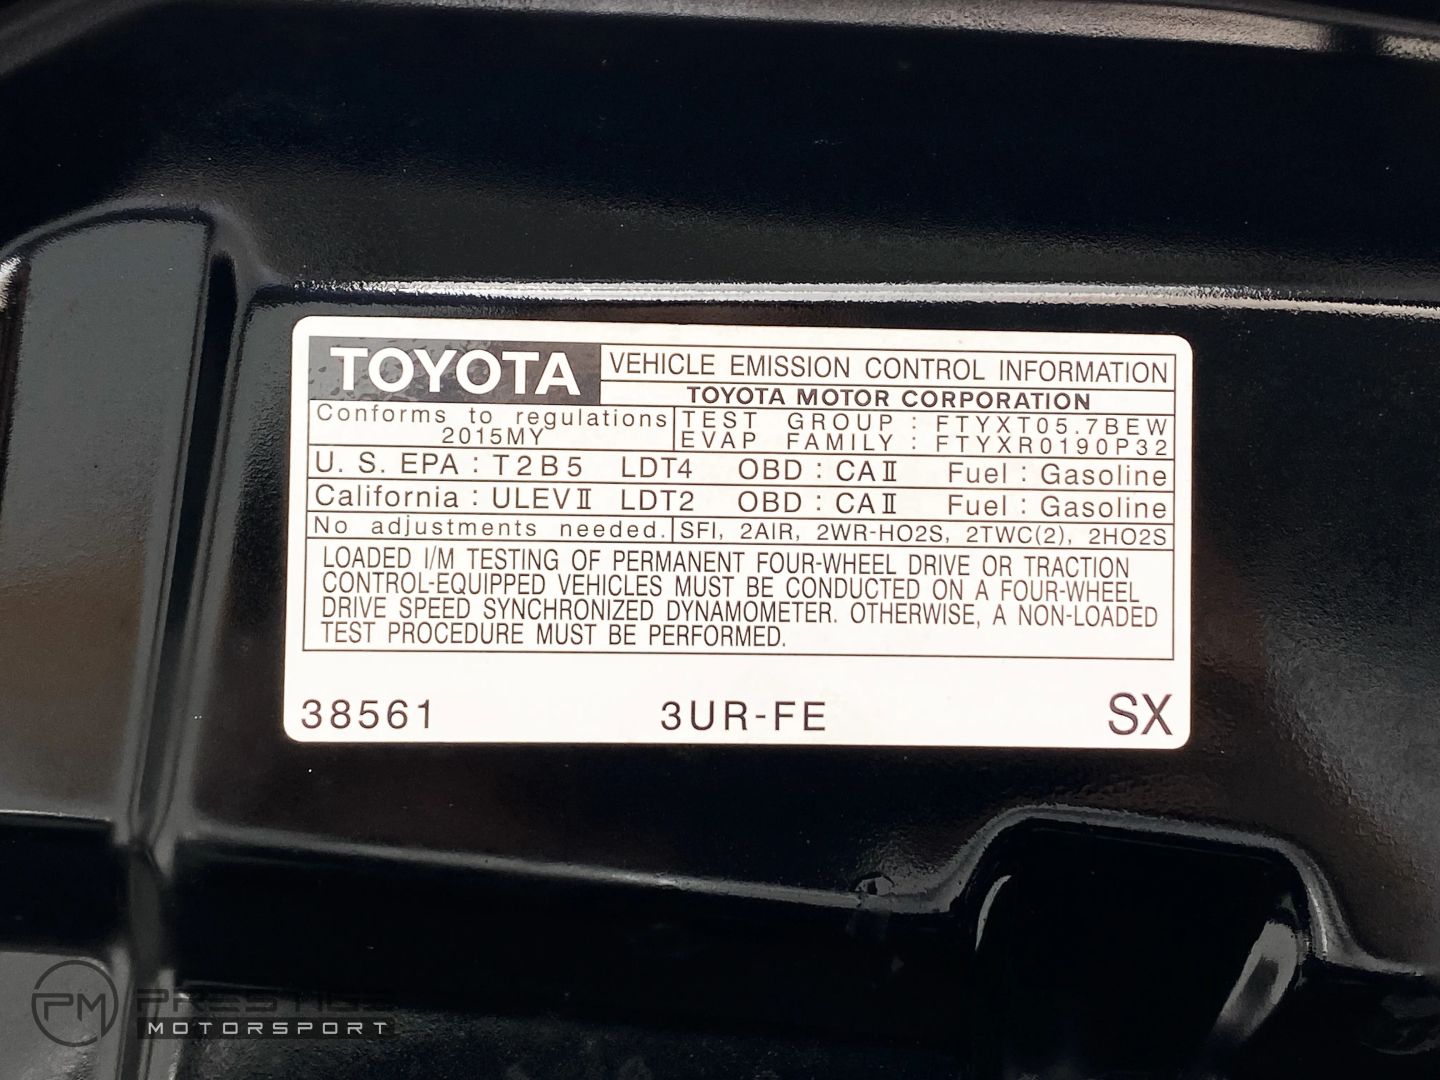 TOYOTA
VEHICLE EMISSION CONTROL INFORMATION
TOYOTA MOTOR CORPORATION
Conforms to regulations
2015MY
TEST GROUP : FTYXT05.7BEW
EVAP FAMILY : FTYXR0190P32
U. S. EPA : T2B5 LDT4 OBD : CAⅡ Fuel : Gasoline
California : ULEVⅡ LDT2 OBD : CAⅡ Fuel : Gasoline
No adjustments needed. SFI, 2AIR, 2WR-HO2S, 2TWC(2), 2HO2S
LOADED I/M TESTING OF PERMANENT FOUR-WHEEL DRIVE OR TRACTION
CONTROL-EQUIPPED VEHICLES MUST BE CONDUCTED ON A FOUR-WHEEL
DRIVE SPEED SYNCHRONIZED DYNAMOMETER. OTHERWISE, A NON-LOADED
TEST PROCEDURE MUST BE PERFORMED.
38561 3UR-FE SX
PM PRESTIGE
MOTORSPORT